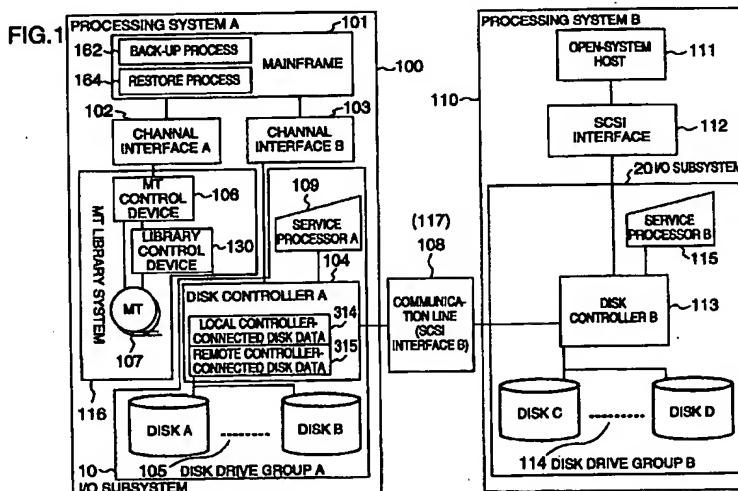 FIG.1
PROCESSING SYSTEM A
101
162
BACK-UP PROCESS
164
RESTORE PROCESS
MAINFRAME
100
102
103
CHANNEL
INTERFACE A
CHANNEL
INTERFACE B
MT CONTROL
DEVICE
106
LIBRARY
CONTROL
DEVICE
130
MT LIBRARY SYSTEM
MT
107
116
109
SERVICE
PROCESSOR A
104
DISK CONTROLLER A
LOCAL CONTROLLER-
CONNECTED DISK DATA
314
REMOTE CONTROLLER-
CONNECTED DISK DATA
315
DISK A
DISK B
10
105
DISK DRIVE GROUP A
I/O SUBSYSTEM
(117)
108
COMMUNICA-
TION LINE
(SCSI
INTERFACE B)
PROCESSING SYSTEM B
OPEN-SYSTEM
HOST
111
110
SCSI
INTERFACE
112
20 I/O SUBSYSTEM
SERVICE
PROCESSOR B
115
DISK
CONTROLLER B
113
DISK C
DISK D
114 DISK DRIVE GROUP B